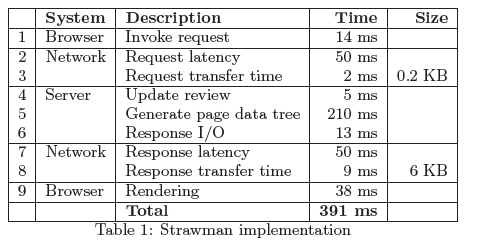 System Description Time Size
1 Browser Invoke request 14 ms
2 Network Request latency 50 ms
3 Request transfer time 2 ms 0.2 KB
4 Server Update review 5 ms
5 Generate page data tree 210 ms
6 Response I/O 13 ms
7 Network Response latency 50 ms
8 Response transfer time 9 ms 6 KB
9 Browser Rendering 38 ms
Total 391 ms
Table 1: Strawman implementation